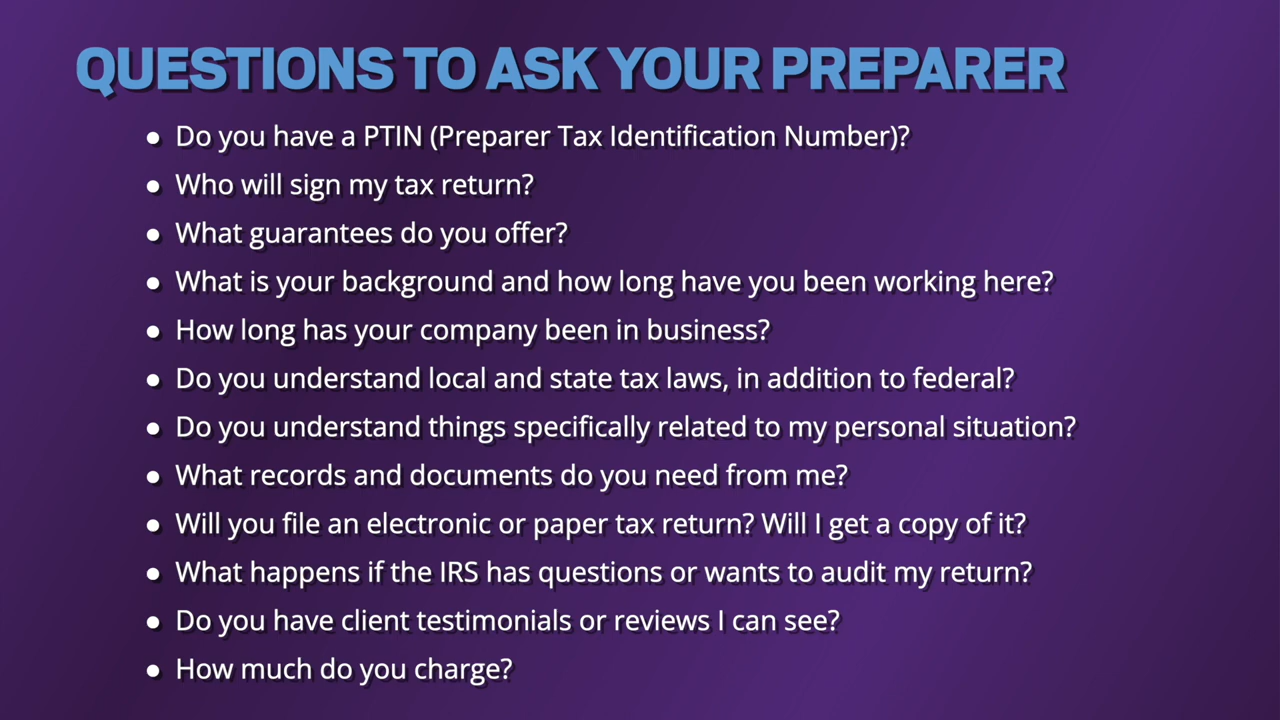 QUESTIONS TO ASK YOUR PREPARER
● Do you have a PTIN (Preparer Tax Identification Number)?
● Who will sign my tax return?
● What guarantees do you offer?
● What is your background and how long have you been working here?
● How long has your company been in business?
● Do you understand local and state tax laws, in addition to federal?
● Do you understand things specifically related to my personal situation?
● What records and documents do you need from me?
● Will you file an electronic or paper tax return? Will I get a copy of it?
● What happens if the IRS has questions or wants to audit my return?
● Do you have client testimonials or reviews I can see?
● How much do you charge?